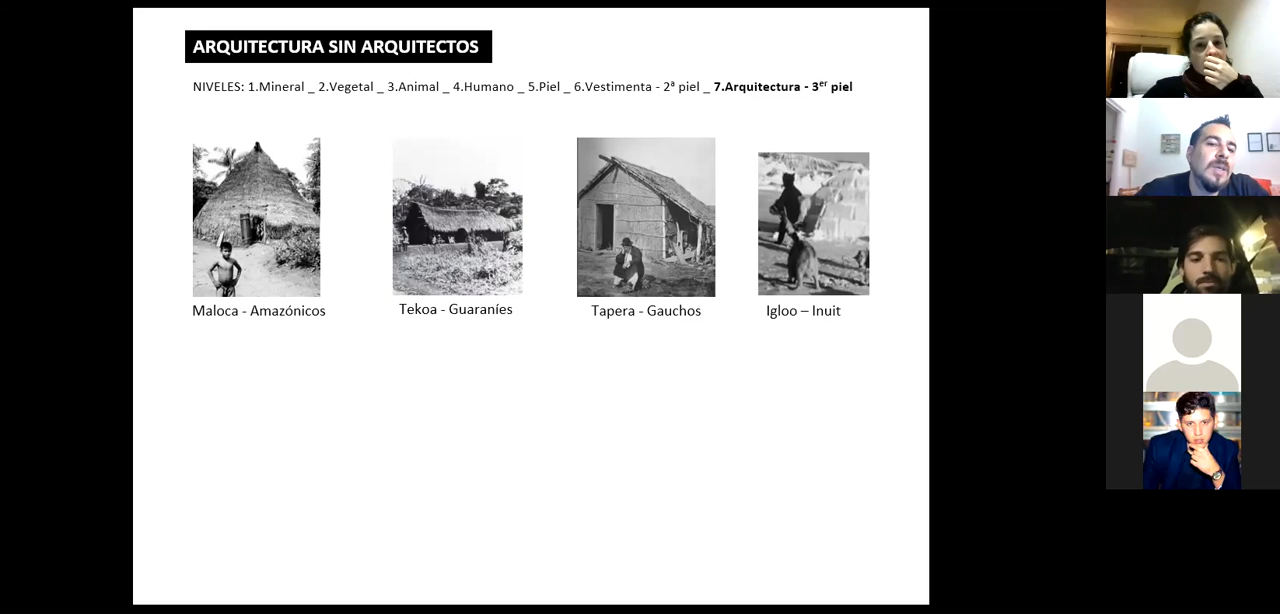 ARQUITECTURA SIN ARQUITECTOS
NIVELES: 1.Mineral _ 2.Vegetal _ 3.Animal _ 4.Humano _ 5.Piel _ 6.Vestimenta - 2ª piel _ 7.Arquitectura - 3er piel
Maloca - Amazónicos
Tekoa - Guaraníes
Tapera - Gauchos
Igloo – Inuit